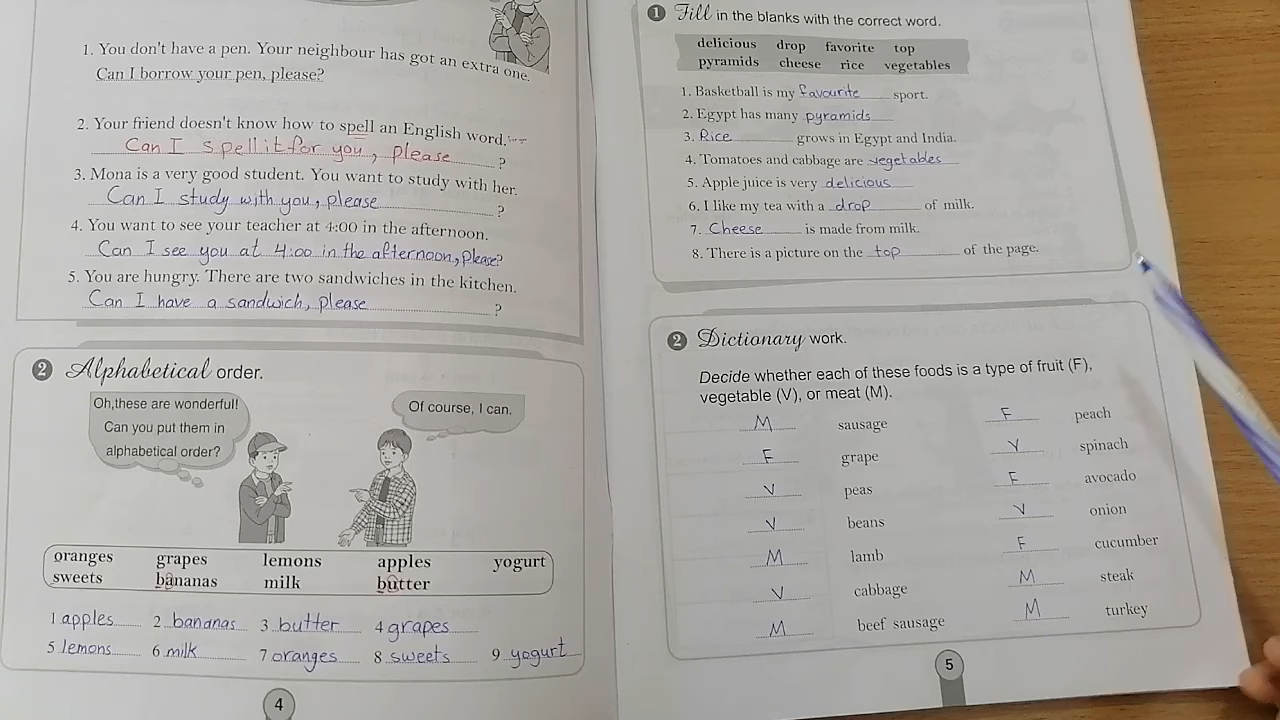 1. You don't have a pen. Your neighbour has got an extra one.
Can I borrow your pen, please?
2. Your friend doesn't know how to spell an English word.
Can I spell it for you, please ?
3. Mona is a very good student. You want to study with her.
Can I study with you, please ?
4. You want to see your teacher at 4:00 in the afternoon.
Can I see you at 4:00 in the afternoon, please?
5. You are hungry. There are two sandwiches in the kitchen.
Can I have a sandwich, please ?
2 Alphabetical order.
Oh,these are wonderful!
Can you put them in
alphabetical order?
Of course, I can.
oranges grapes lemons apples yogurt
sweets bananas milk butter
1 apples 2 bananas 3 butter 4 grapes
5 lemons 6 milk 7 oranges 8 sweets 9 yogurt
4
1 Fill in the blanks with the correct word.
delicious drop favorite top
pyramids cheese rice vegetables
1. Basketball is my favourite sport.
2. Egypt has many pyramids
3. Rice grows in Egypt and India.
4. Tomatoes and cabbage are vegetables
5. Apple juice is very delicious
6. I like my tea with a drop of milk.
7. Cheese is made from milk.
8. There is a picture on the top of the page.
2 Dictionary work.
Decide whether each of these foods is a type of fruit (F),
vegetable (V), or meat (M).
M sausage F peach
F grape V spinach
V peas F avocado
V beans V onion
M lamb F cucumber
V cabbage M steak
M beef sausage M turkey
5